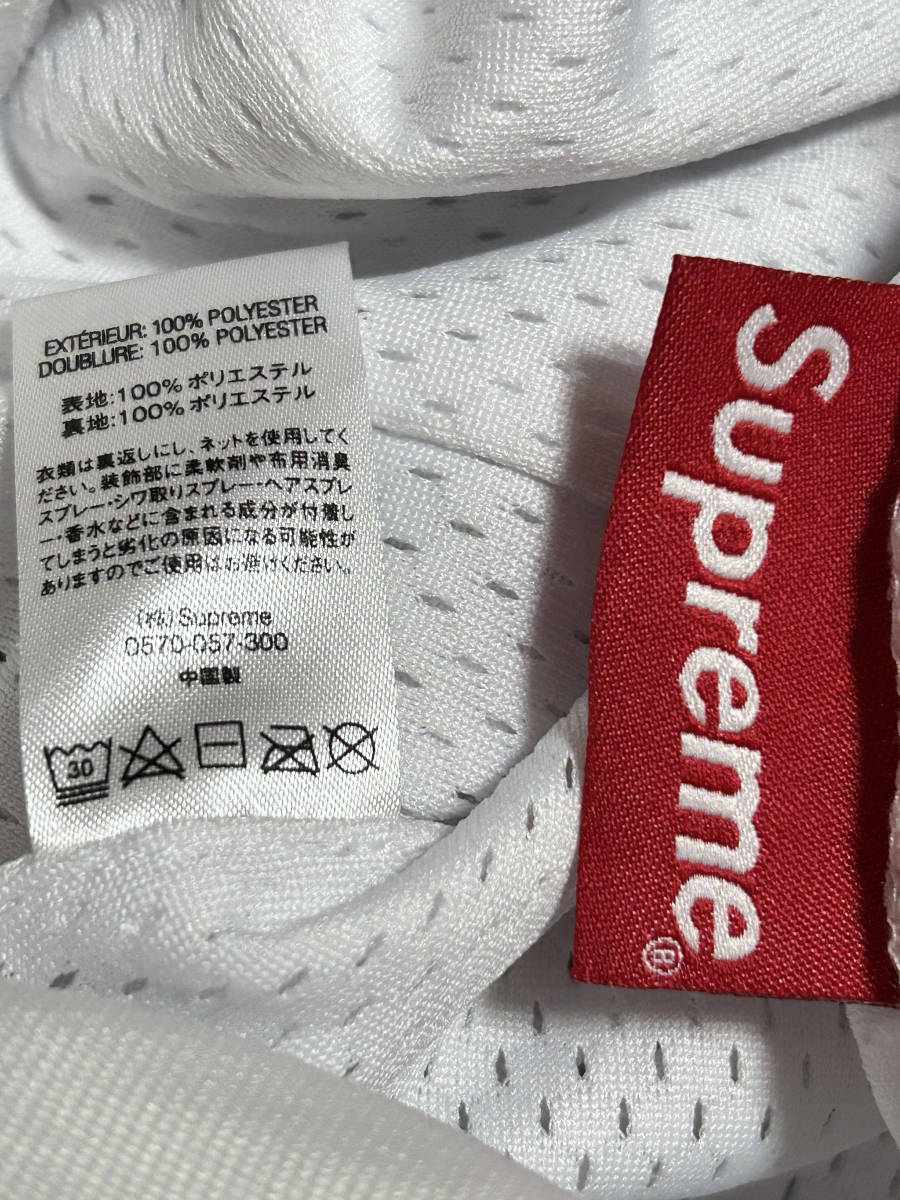 EXTÉRIEUR: 100% POLYESTER
DOUBLURE: 100% POLYESTER
表地:100% ポリエステル
裏地:100% ポリエステル
衣類は裏返しにし、ネットを使用してく
ださい。装飾部に柔軟剤や布用消臭
スプレー・シワ取りスプレー・ヘアスプレ
ー・香水などに含まれる成分が付着し
てしまうと劣化の原因になる可能性が
ありますのでご使用はお避けください。
(株)Supreme
0570-057-300
中国製
30
Supreme®